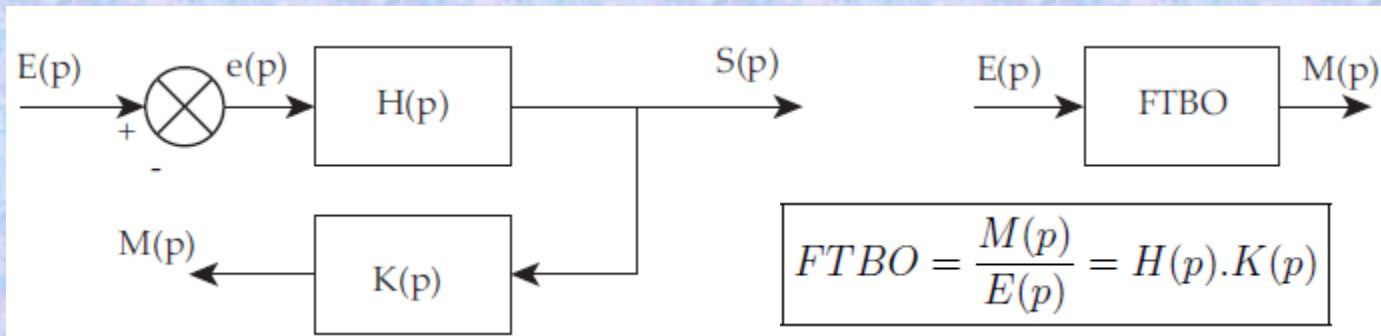 E(p)
+
-
e(p)
H(p)
S(p)
M(p)
K(p)
E(p)
FTBO
M(p)
FTBO = M(p)/E(p) = H(p).K(p)